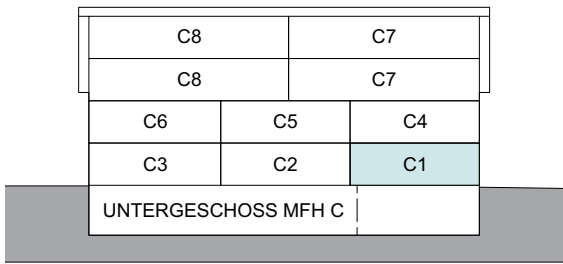 C8 C7
C8 C7
C6 C5 C4
C3 C2 C1
UNTERGESCHOSS MFH C